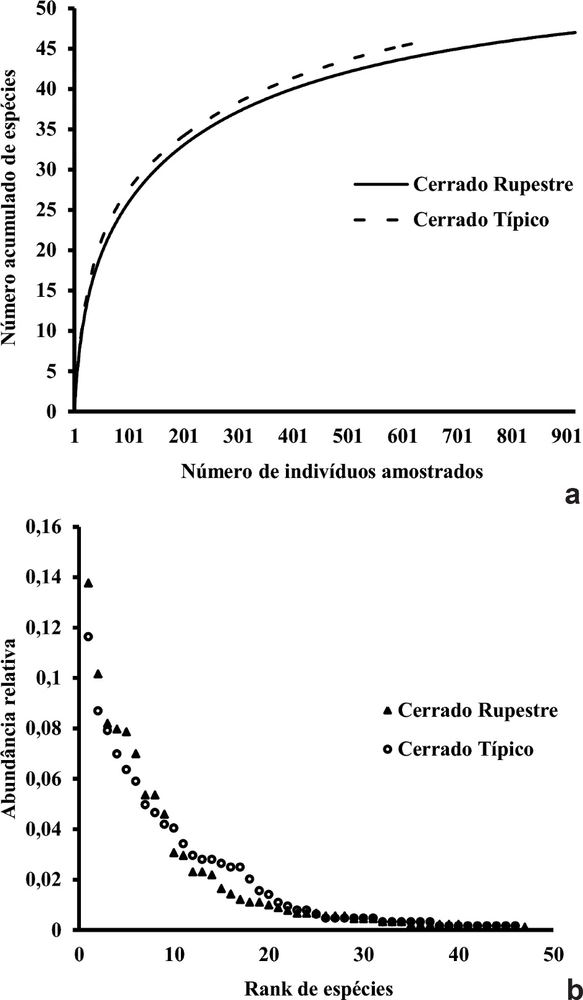 50
45
40
35
30
25
20
15
10
5
0
Número acumulado de espécies
Cerrado Rupestre
Cerrado Típico
1 101 201 301 401 501 601 701 801 901
Número de indivíduos amostrados
a
0,16
0,14
0,12
0,1
0,08
0,06
0,04
0,02
0
Abundância relativa
Cerrado Rupestre
Cerrado Típico
0 10 20 30 40 50
Rank de espécies
b